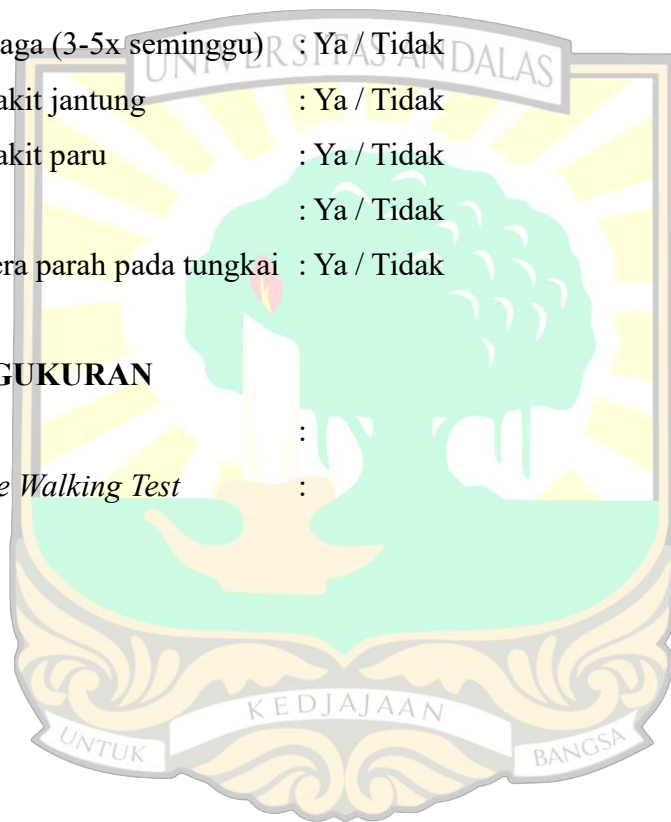 aga (3-5x seminggu) : Ya / Tidak
UNIVERSITAS ANDALAS
akit jantung : Ya / Tidak
akit paru : Ya / Tidak
: Ya / Tidak
era parah pada tungkai : Ya / Tidak
GUKURAN
:
e Walking Test :
KEDJAJAAN
UNTUK BANGSA